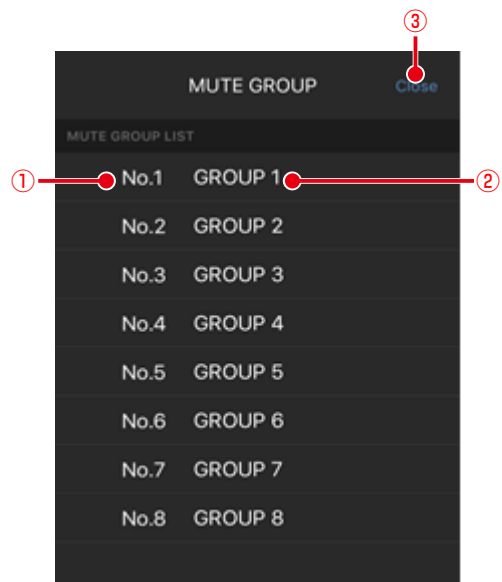 ③
MUTE GROUP Close
MUTE GROUP LIST
① No.1 GROUP 1 ②
No.2 GROUP 2
No.3 GROUP 3
No.4 GROUP 4
No.5 GROUP 5
No.6 GROUP 6
No.7 GROUP 7
No.8 GROUP 8